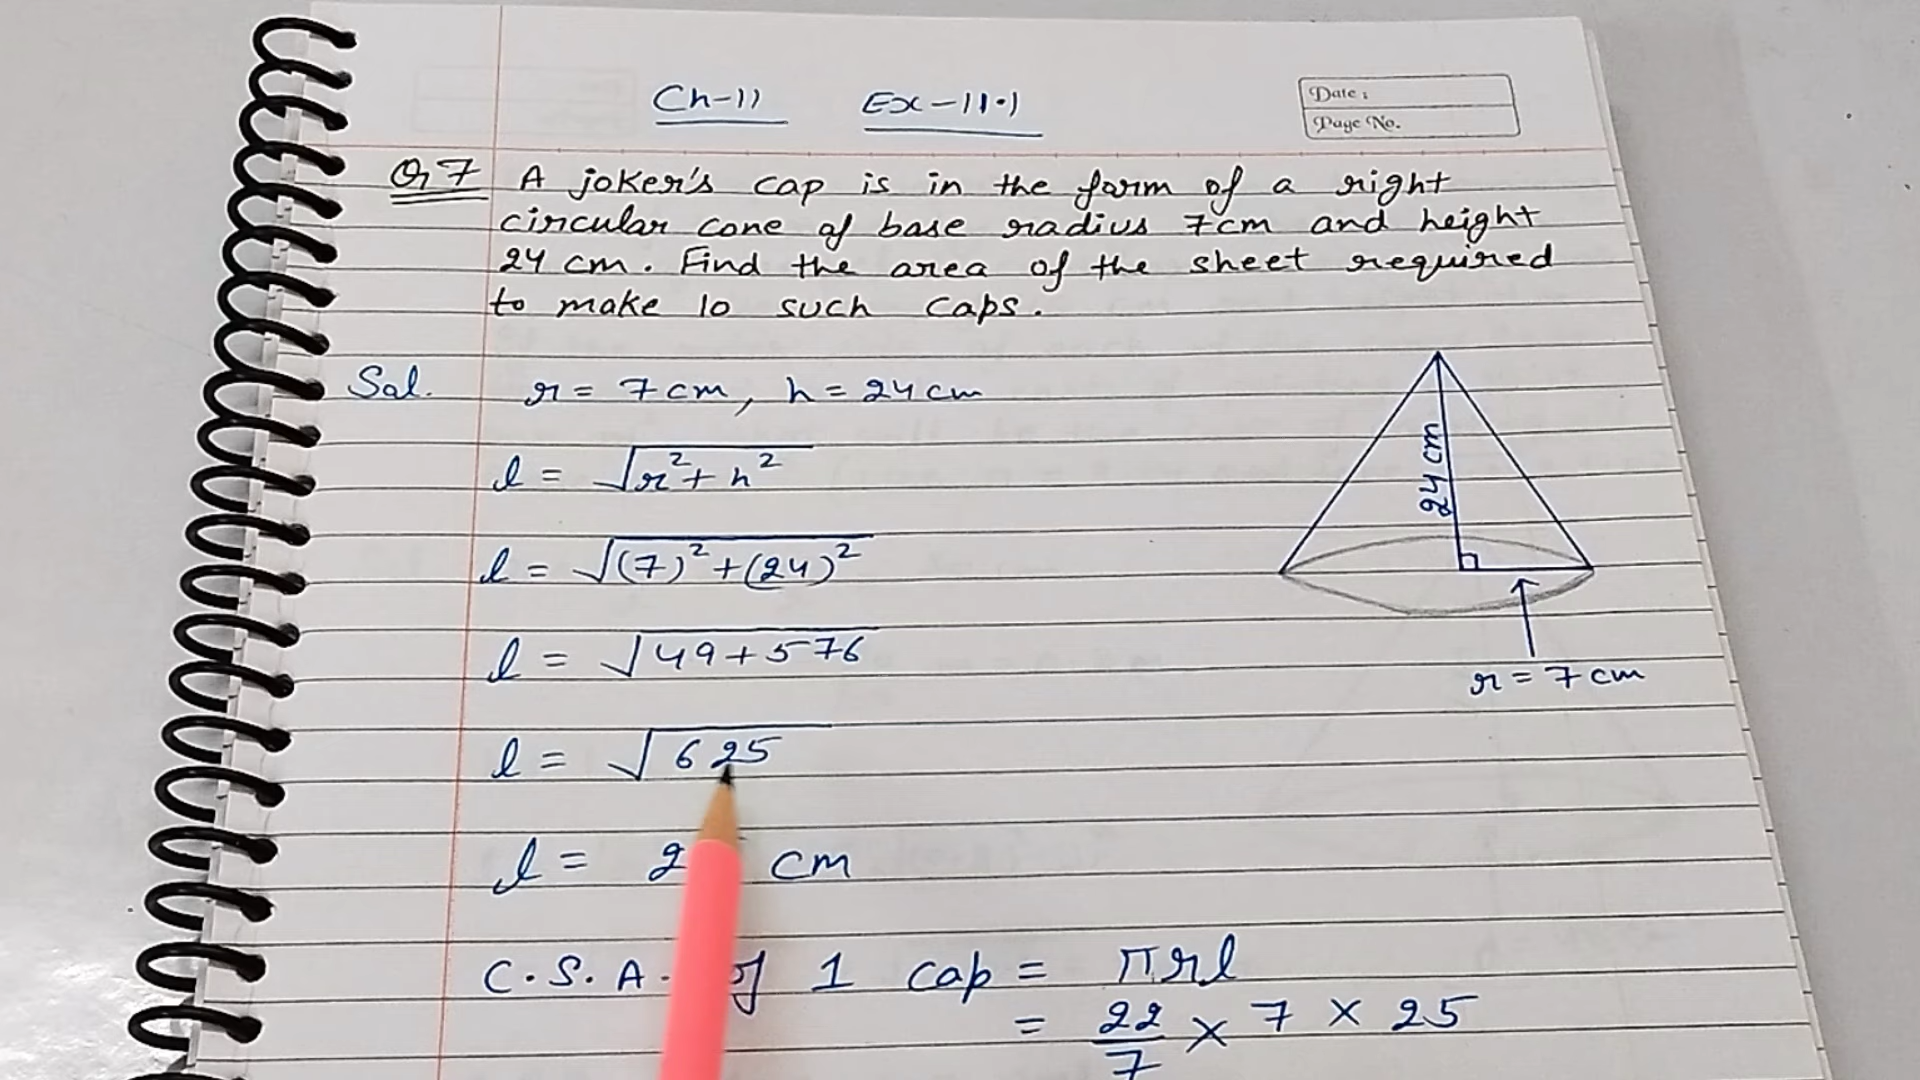 Ch-11 Ex-11.1
Date :
Page No.
Q7 A joker's cap is in the form of a right
circular cone of base radius 7cm and height
24 cm. Find the area of the sheet required
to make 10 such caps.
Sol. r = 7cm, h = 24cm
l = √r²+h²
l = √(7)²+(24)²
l = √49+576
l = √625
l = 2 cm
C.S.A. of 1 cap = πrl
= 22/7 × 7 × 25
24 cm
r = 7 cm